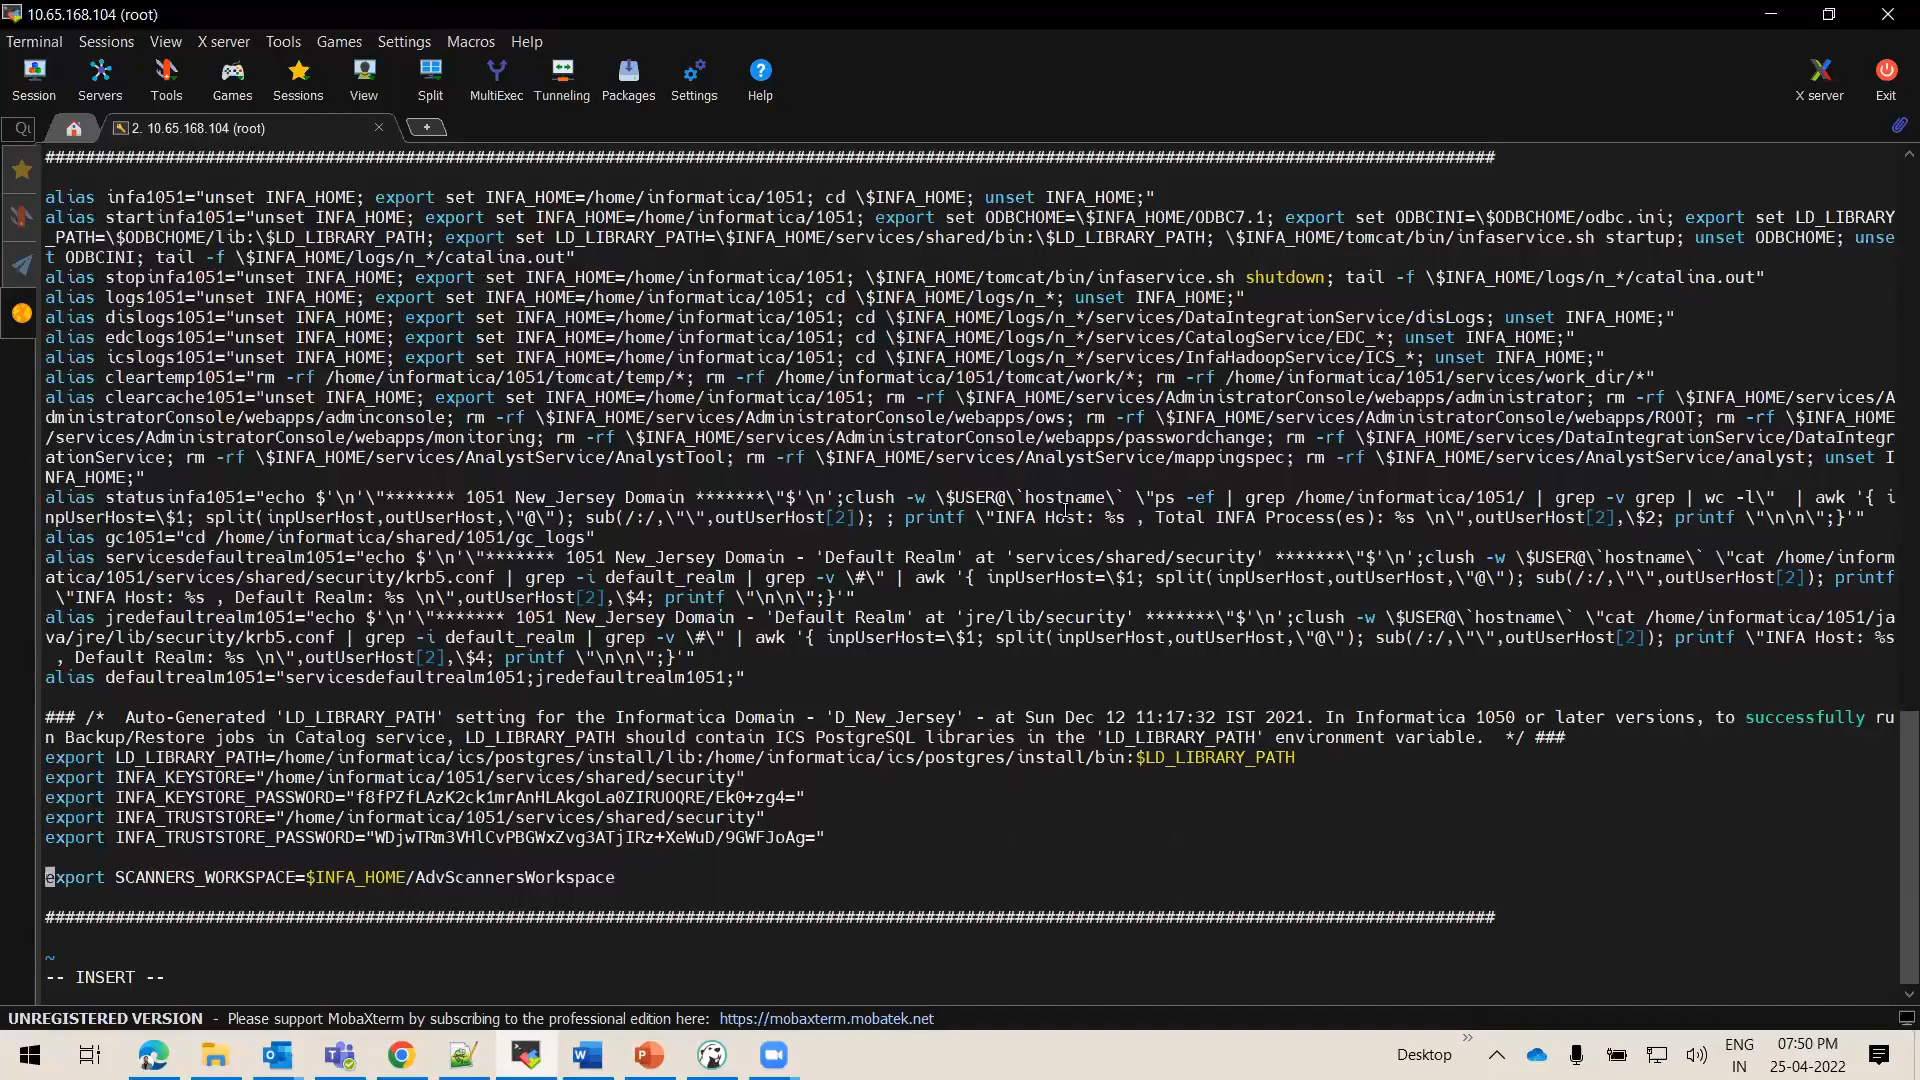 10.65.168.104 (root)
Terminal Sessions View X server Tools Games Settings Macros Help
Session Servers Tools Games Sessions View Split MultiExec Tunneling Packages Settings Help X server Exit
2. 10.65.168.104 (root)
#################################################################################################################################################
alias infa1051="unset INFA_HOME; export set INFA_HOME=/home/informatica/1051; cd \$INFA_HOME; unset INFA_HOME;"
alias startinfa1051="unset INFA_HOME; export set INFA_HOME=/home/informatica/1051; export set ODBCHOME=\$INFA_HOME/ODBC7.1; export set ODBCINI=\$ODBCHOME/odbc.ini; export set LD_LIBRARY
_PATH=\$ODBCHOME/lib:\$LD_LIBRARY_PATH; export set LD_LIBRARY_PATH=\$INFA_HOME/services/shared/bin:\$LD_LIBRARY_PATH; \$INFA_HOME/tomcat/bin/infaservice.sh startup; unset ODBCHOME; unse
t ODBCINI; tail -f \$INFA_HOME/logs/n_*/catalina.out"
alias stopinfa1051="unset INFA_HOME; export set INFA_HOME=/home/informatica/1051; \$INFA_HOME/tomcat/bin/infaservice.sh shutdown; tail -f \$INFA_HOME/logs/n_*/catalina.out"
alias logs1051="unset INFA_HOME; export set INFA_HOME=/home/informatica/1051; cd \$INFA_HOME/logs/n_*; unset INFA_HOME;"
alias dislogs1051="unset INFA_HOME; export set INFA_HOME=/home/informatica/1051; cd \$INFA_HOME/logs/n_*/services/DataIntegrationService/disLogs; unset INFA_HOME;"
alias edclogs1051="unset INFA_HOME; export set INFA_HOME=/home/informatica/1051; cd \$INFA_HOME/logs/n_*/services/CatalogService/EDC_*; unset INFA_HOME;"
alias icslogs1051="unset INFA_HOME; export set INFA_HOME=/home/informatica/1051; cd \$INFA_HOME/logs/n_*/services/InfaHadoopService/ICS_*; unset INFA_HOME;"
alias cleartemp1051="rm -rf /home/informatica/1051/tomcat/temp/*; rm -rf /home/informatica/1051/tomcat/work/*; rm -rf /home/informatica/1051/services/work_dir/*"
alias clearcache1051="unset INFA_HOME; export set INFA_HOME=/home/informatica/1051; rm -rf \$INFA_HOME/services/AdministratorConsole/webapps/administrator; rm -rf \$INFA_HOME/services/A
dministratorConsole/webapps/adminconsole; rm -rf \$INFA_HOME/services/AdministratorConsole/webapps/ows; rm -rf \$INFA_HOME/services/AdministratorConsole/webapps/ROOT; rm -rf \$INFA_HOME
/services/AdministratorConsole/webapps/monitoring; rm -rf \$INFA_HOME/services/AdministratorConsole/webapps/passwordchange; rm -rf \$INFA_HOME/services/DataIntegrationService/DataIntegr
ationService; rm -rf \$INFA_HOME/services/AnalystService/AnalystTool; rm -rf \$INFA_HOME/services/AnalystService/mappingspec; rm -rf \$INFA_HOME/services/AnalystService/analyst; unset I
NFA_HOME;"
alias statusinfa1051="echo $'\n'\"******* 1051 New_Jersey Domain *******\"$'\n';clush -w \$USER@\`hostname\` \"ps -ef | grep /home/informatica/1051/ | grep -v grep | wc -l\"  | awk '{ i
npUserHost=\$1; split(inpUserHost,outUserHost,\"@\"); sub(/:/,\"\",outUserHost[2]); ; printf \"INFA Host: %s , Total INFA Process(es): %s \n\",outUserHost[2],\$2; printf \"\n\n\";}'"
alias gc1051="cd /home/informatica/shared/1051/gc_logs"
alias servicesdefaultrealm1051="echo $'\n'\"******* 1051 New_Jersey Domain - 'Default Realm' at 'services/shared/security' *******\"$'\n';clush -w \$USER@\`hostname\` \"cat /home/inform
atica/1051/services/shared/security/krb5.conf | grep -i default_realm | grep -v \#\" | awk '{ inpUserHost=\$1; split(inpUserHost,outUserHost,\"@\"); sub(/:/,\"\",outUserHost[2]); printf
\"INFA Host: %s , Default Realm: %s \n\",outUserHost[2],\$4; printf \"\n\n\";}'"
alias jredefaultrealm1051="echo $'\n'\"******* 1051 New_Jersey Domain - 'Default Realm' at 'jre/lib/security' *******\"$'\n';clush -w \$USER@\`hostname\` \"cat /home/informatica/1051/ja
va/jre/lib/security/krb5.conf | grep -i default_realm | grep -v \#\" | awk '{ inpUserHost=\$1; split(inpUserHost,outUserHost,\"@\"); sub(/:/,\"\",outUserHost[2]); printf \"INFA Host: %s
, Default Realm: %s \n\",outUserHost[2],\$4; printf \"\n\n\";}'"
alias defaultrealm1051="servicesdefaultrealm1051;jredefaultrealm1051;"
### /*  Auto-Generated 'LD_LIBRARY_PATH' setting for the Informatica Domain - 'D_New_Jersey' - at Sun Dec 12 11:17:32 IST 2021. In Informatica 1050 or later versions, to successfully ru
n Backup/Restore jobs in Catalog service, LD_LIBRARY_PATH should contain ICS PostgreSQL libraries in the 'LD_LIBRARY_PATH' environment variable.  */ ###
export LD_LIBRARY_PATH=/home/informatica/ics/postgres/install/lib:/home/informatica/ics/postgres/install/bin:$LD_LIBRARY_PATH
export INFA_KEYSTORE="/home/informatica/1051/services/shared/security"
export INFA_KEYSTORE_PASSWORD="f8fPZfLAzK2ck1mrAnHLAkgoLa0ZIRUOQRE/Ek0+zg4="
export INFA_TRUSTSTORE="/home/informatica/1051/services/shared/security"
export INFA_TRUSTSTORE_PASSWORD="WDjwTRm3VHlCvPBGWxZvg3ATjIRz+XeWuD/9GWFJoAg="
export SCANNERS_WORKSPACE=$INFA_HOME/AdvScannersWorkspace
#################################################################################################################################################
~
-- INSERT --
UNREGISTERED VERSION - Please support MobaXterm by subscribing to the professional edition here: https://mobaxterm.mobatek.net
Desktop ENG IN 07:50 PM 25-04-2022